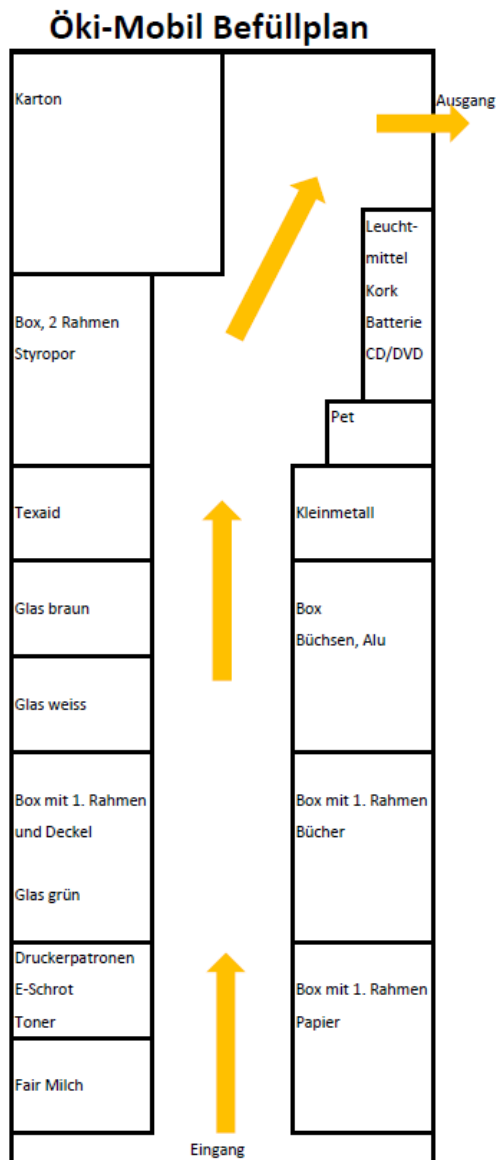 Öki-Mobil Befüllplan
Karton
Ausgang
Leucht-
mittel
Kork
Batterie
CD/DVD
Box, 2 Rahmen
Styropor
Pet
Texaid
Kleinmetall
Glas braun
Box
Büchsen, Alu
Glas weiss
Box mit 1. Rahmen
und Deckel
Glas grün
Box mit 1. Rahmen
Bücher
Druckerpatronen
E-Schrot
Toner
Box mit 1. Rahmen
Papier
Fair Milch
Eingang